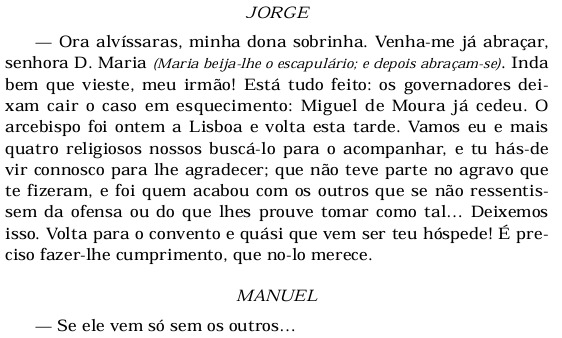 JORGE
— Ora alvíssaras, minha dona sobrinha. Venha-me já abraçar,
senhora D. Maria (Maria beija-lhe o escapulário; e depois abraçam-se). Inda
bem que vieste, meu irmão! Está tudo feito: os governadores dei-
xam cair o caso em esquecimento: Miguel de Moura já cedeu. O
arcebispo foi ontem a Lisboa e volta esta tarde. Vamos eu e mais
quatro religiosos nossos buscá-lo para o acompanhar, e tu hás-de
vir connosco para lhe agradecer; que não teve parte no agravo que
te fizeram, e foi quem acabou com os outros que se não ressentis-
sem da ofensa ou do que lhes prouve tomar como tal... Deixemos
isso. Volta para o convento e quási que vem ser teu hóspede! É pre-
ciso fazer-lhe cumprimento, que no-lo merece.
MANUEL
— Se ele vem só sem os outros...